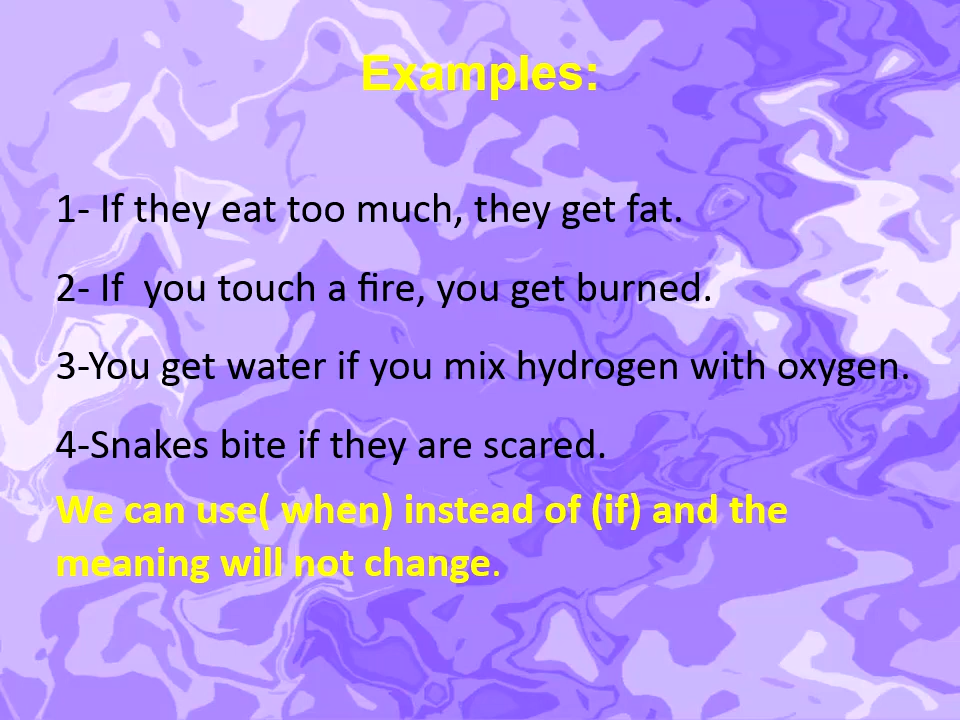 Examples:
1- If they eat too much, they get fat.
2- If  you touch a fire, you get burned.
3-You get water if you mix hydrogen with oxygen.
4-Snakes bite if they are scared.
We can use( when) instead of (if) and the
meaning will not change.